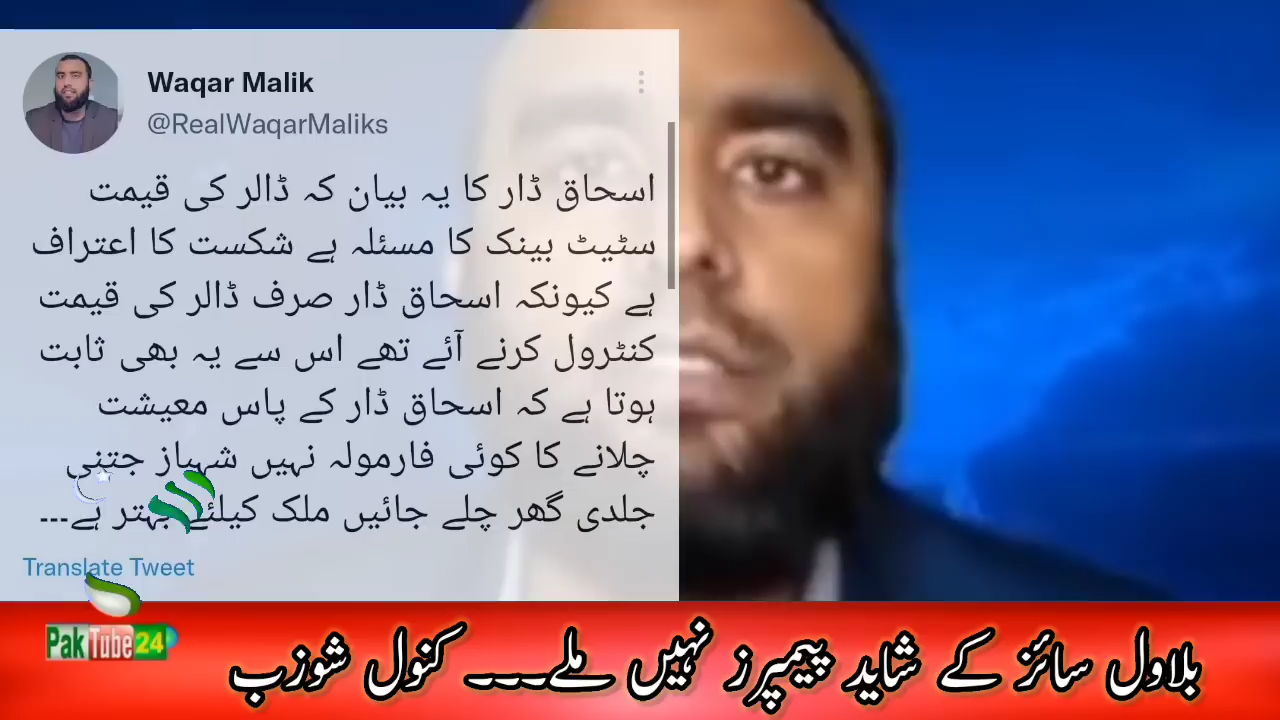 Waqar Malik
@RealWaqarMaliks
اسحاق ڈار کا یہ بیان کہ ڈالر کی قیمت
سٹیٹ بینک کا مسئلہ ہے شکست کا اعتراف
ہے کیونکہ اسحاق ڈار صرف ڈالر کی قیمت
کنٹرول کرنے آئے تھے اس سے یہ بھی ثابت
ہوتا ہے کہ اسحاق ڈار کے پاس معیشت
چلانے کا کوئی فارمولہ نہیں شہباز جتنی
جلدی گھر چلے جائیں ملک کیلئے بہتر ہے...
Translate Tweet
PakTube24
بلاول سائز کے شاید پیمپرز نہیں ملے۔۔۔ کنول شوزب